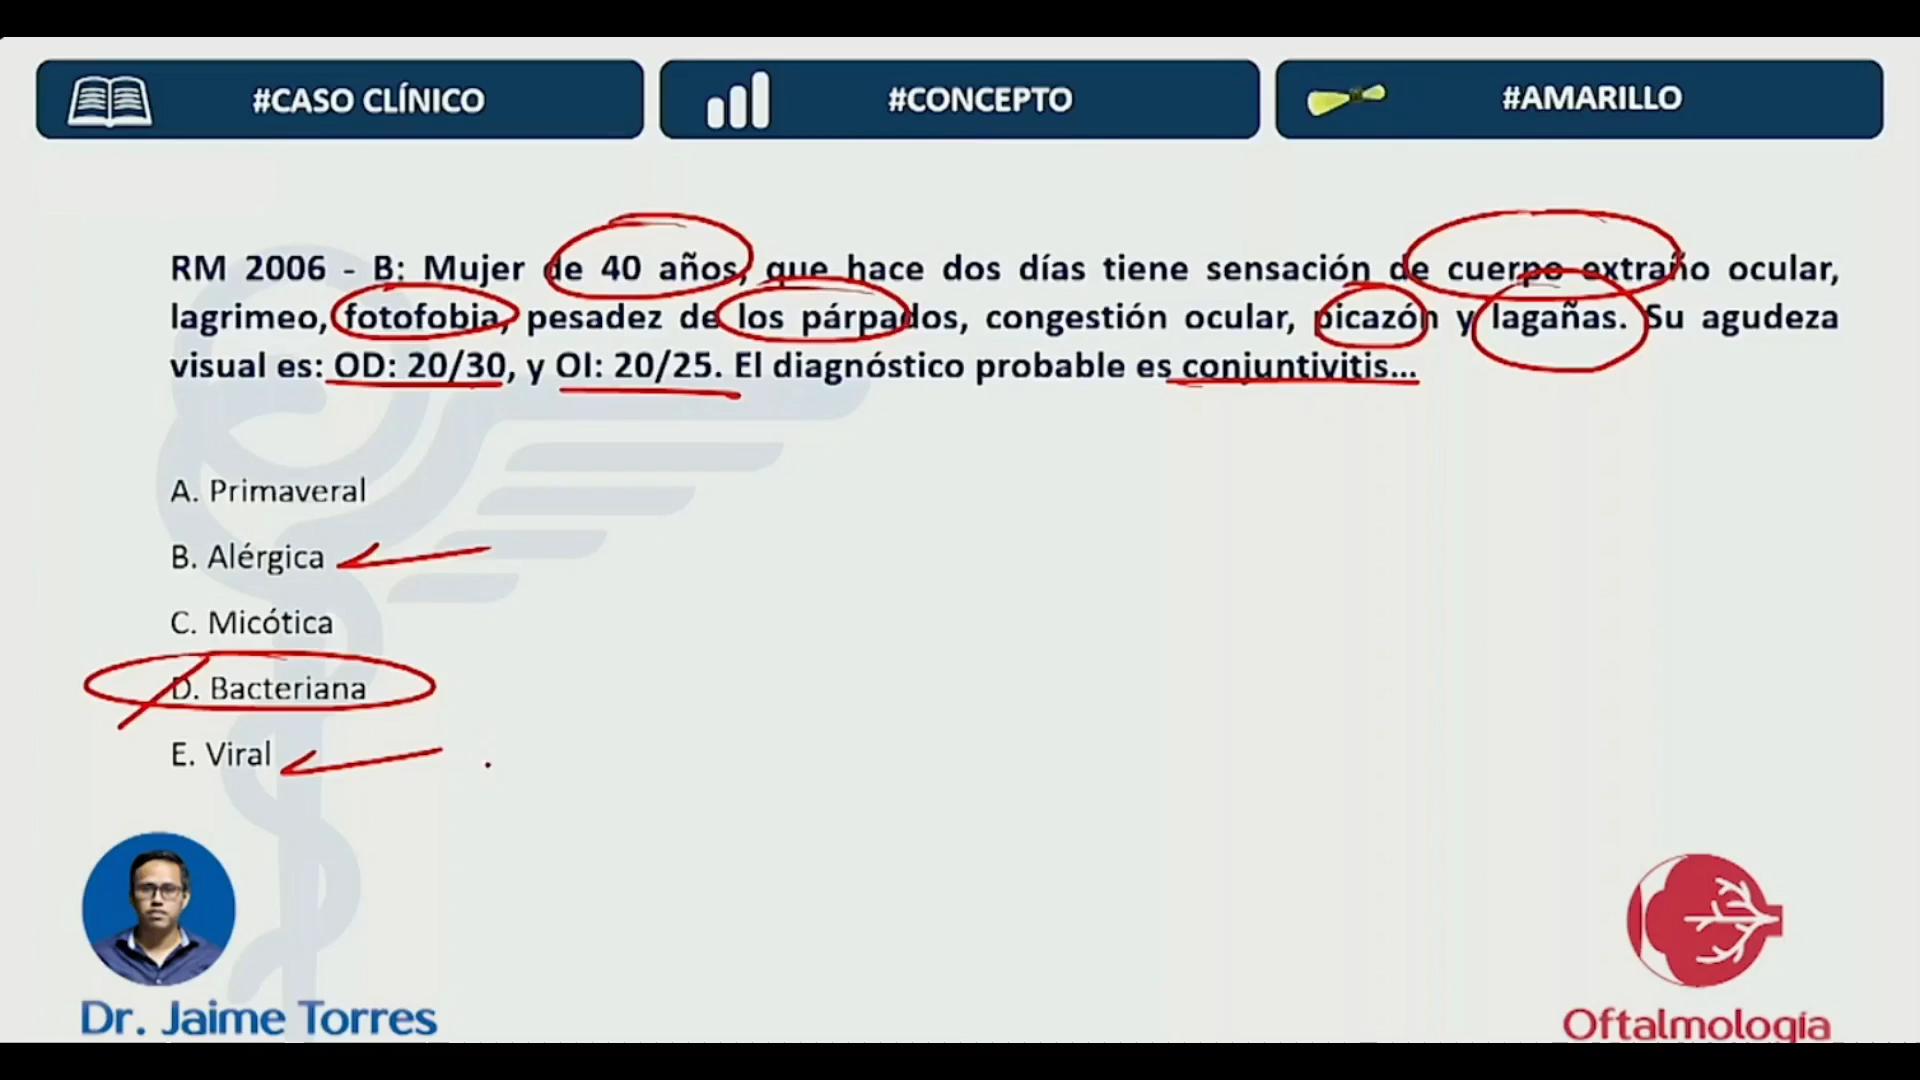 #CASO CLÍNICO
#CONCEPTO
#AMARILLO
RM 2006 - B: Mujer de 40 años, que hace dos días tiene sensación de cuerpo extraño ocular,
lagrimeo, fotofobia, pesadez de los párpados, congestión ocular, picazón y lagañas. Su agudeza
visual es: OD: 20/30, y OI: 20/25. El diagnóstico probable es conjuntivitis...
A. Primaveral
B. Alérgica
C. Micótica
D. Bacteriana
E. Viral
Dr. Jaime Torres
Oftalmología